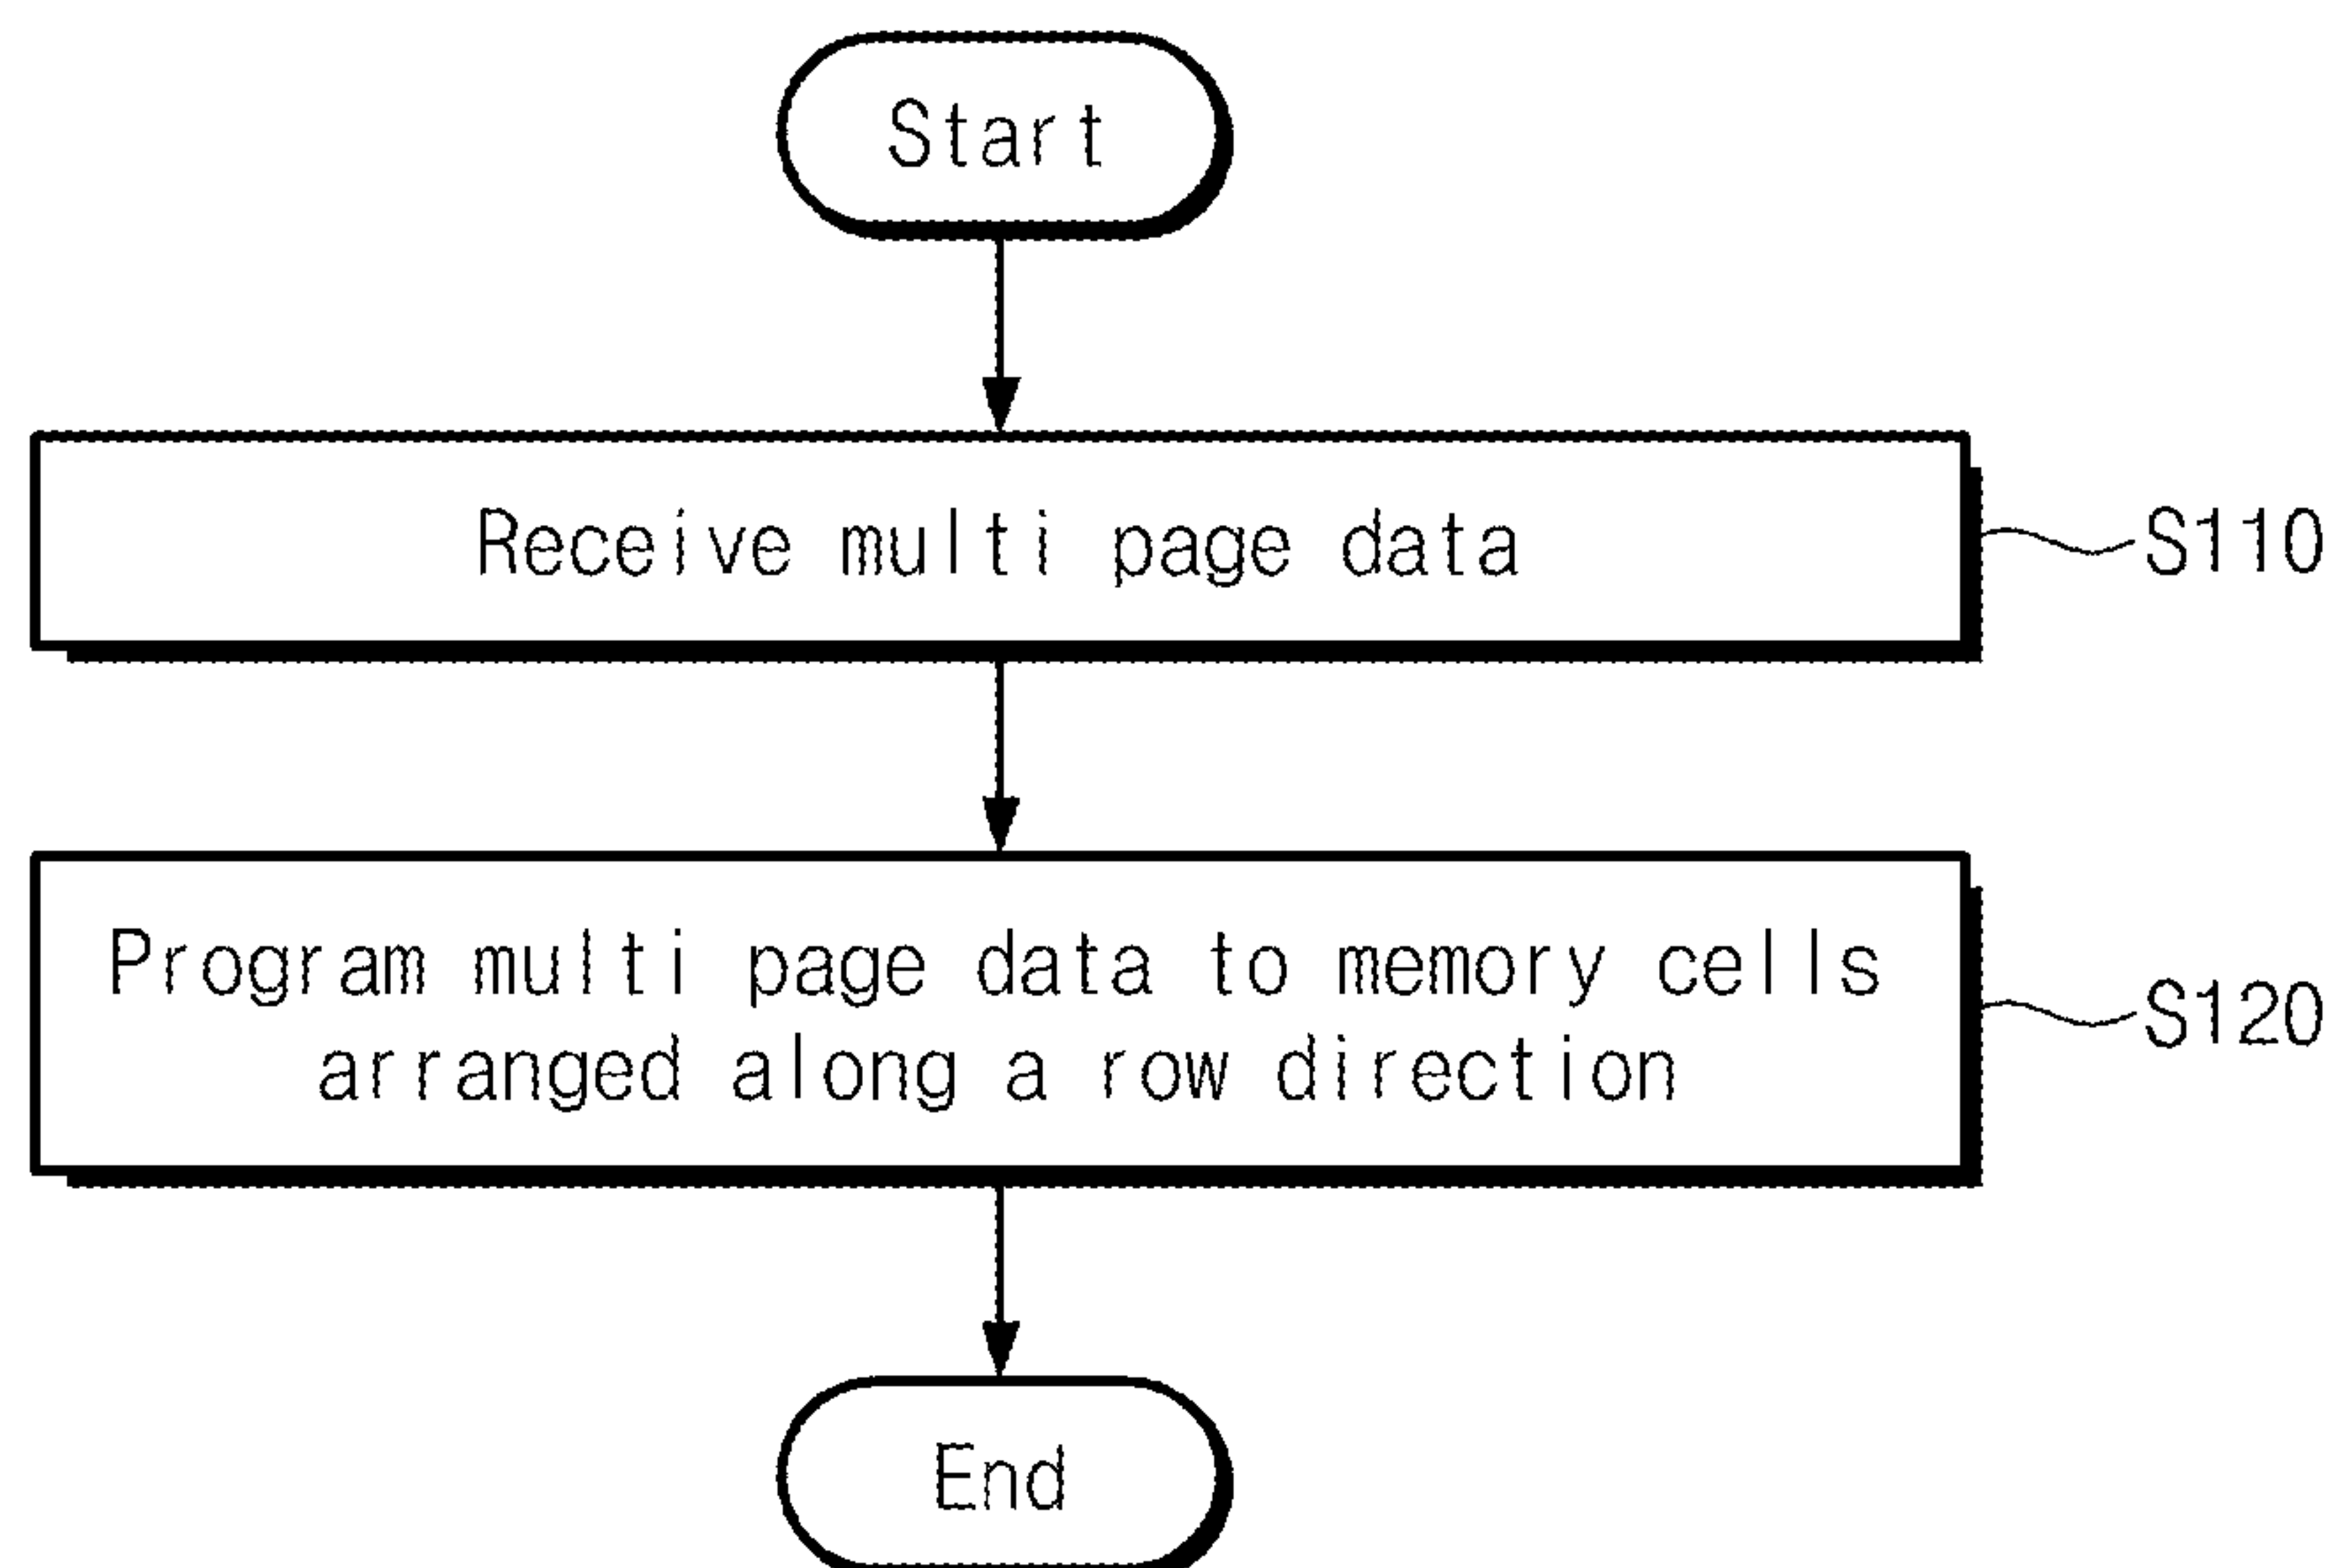 Start
Receive multi page data
S110
Program multi page data to memory cells
arranged along a row direction
S120
End